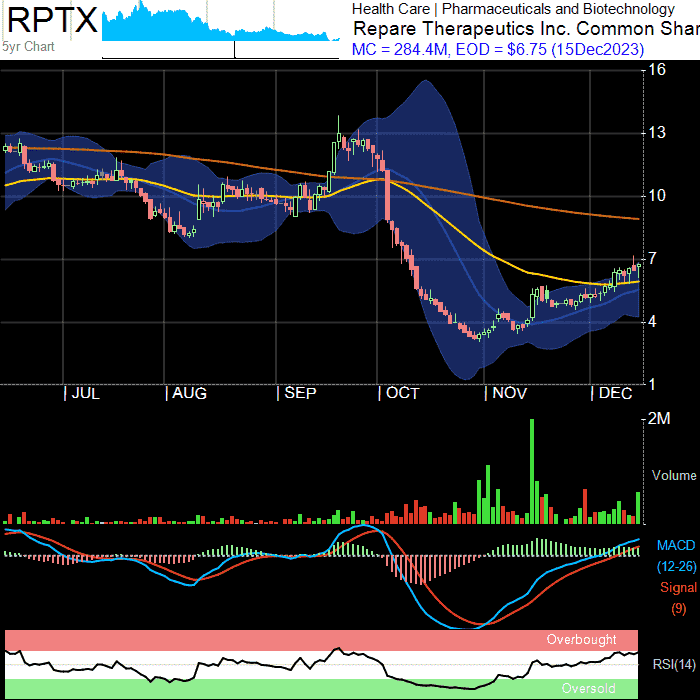 RPTX
5yr Chart
Health Care | Pharmaceuticals and Biotechnology
Repare Therapeutics Inc. Common Shar
MC = 284.4M, EOD = $6.75 (15Dec2023)
16
13
10
7
4
1
| JUL | AUG | SEP | OCT | NOV | DEC
2M
Volume
MACD
(12-26)
Signal
(9)
Overbought
RSI(14)
Oversold